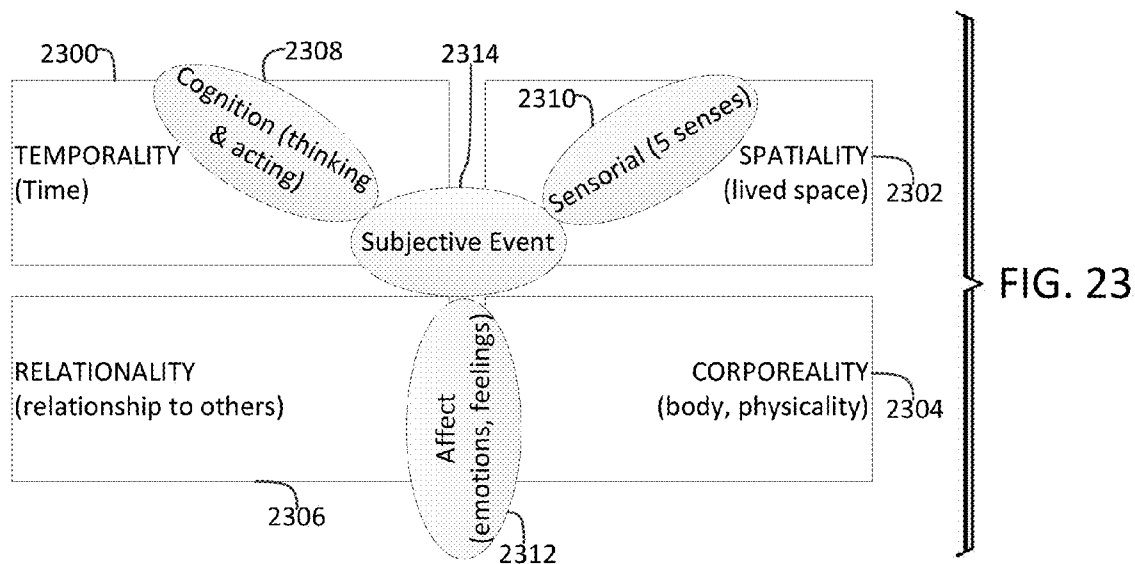 2300
2308
2314
2310
Cognition (thinking
& acting)
Sensorial (5 senses)
TEMPORALITY
(Time)
SPATIALITY
(lived space)
2302
Subjective Event
FIG. 23
RELATIONALITY
(relationship to others)
Affect
(emotions, feelings)
CORPOREALITY
(body, physicality)
2304
2306
2312